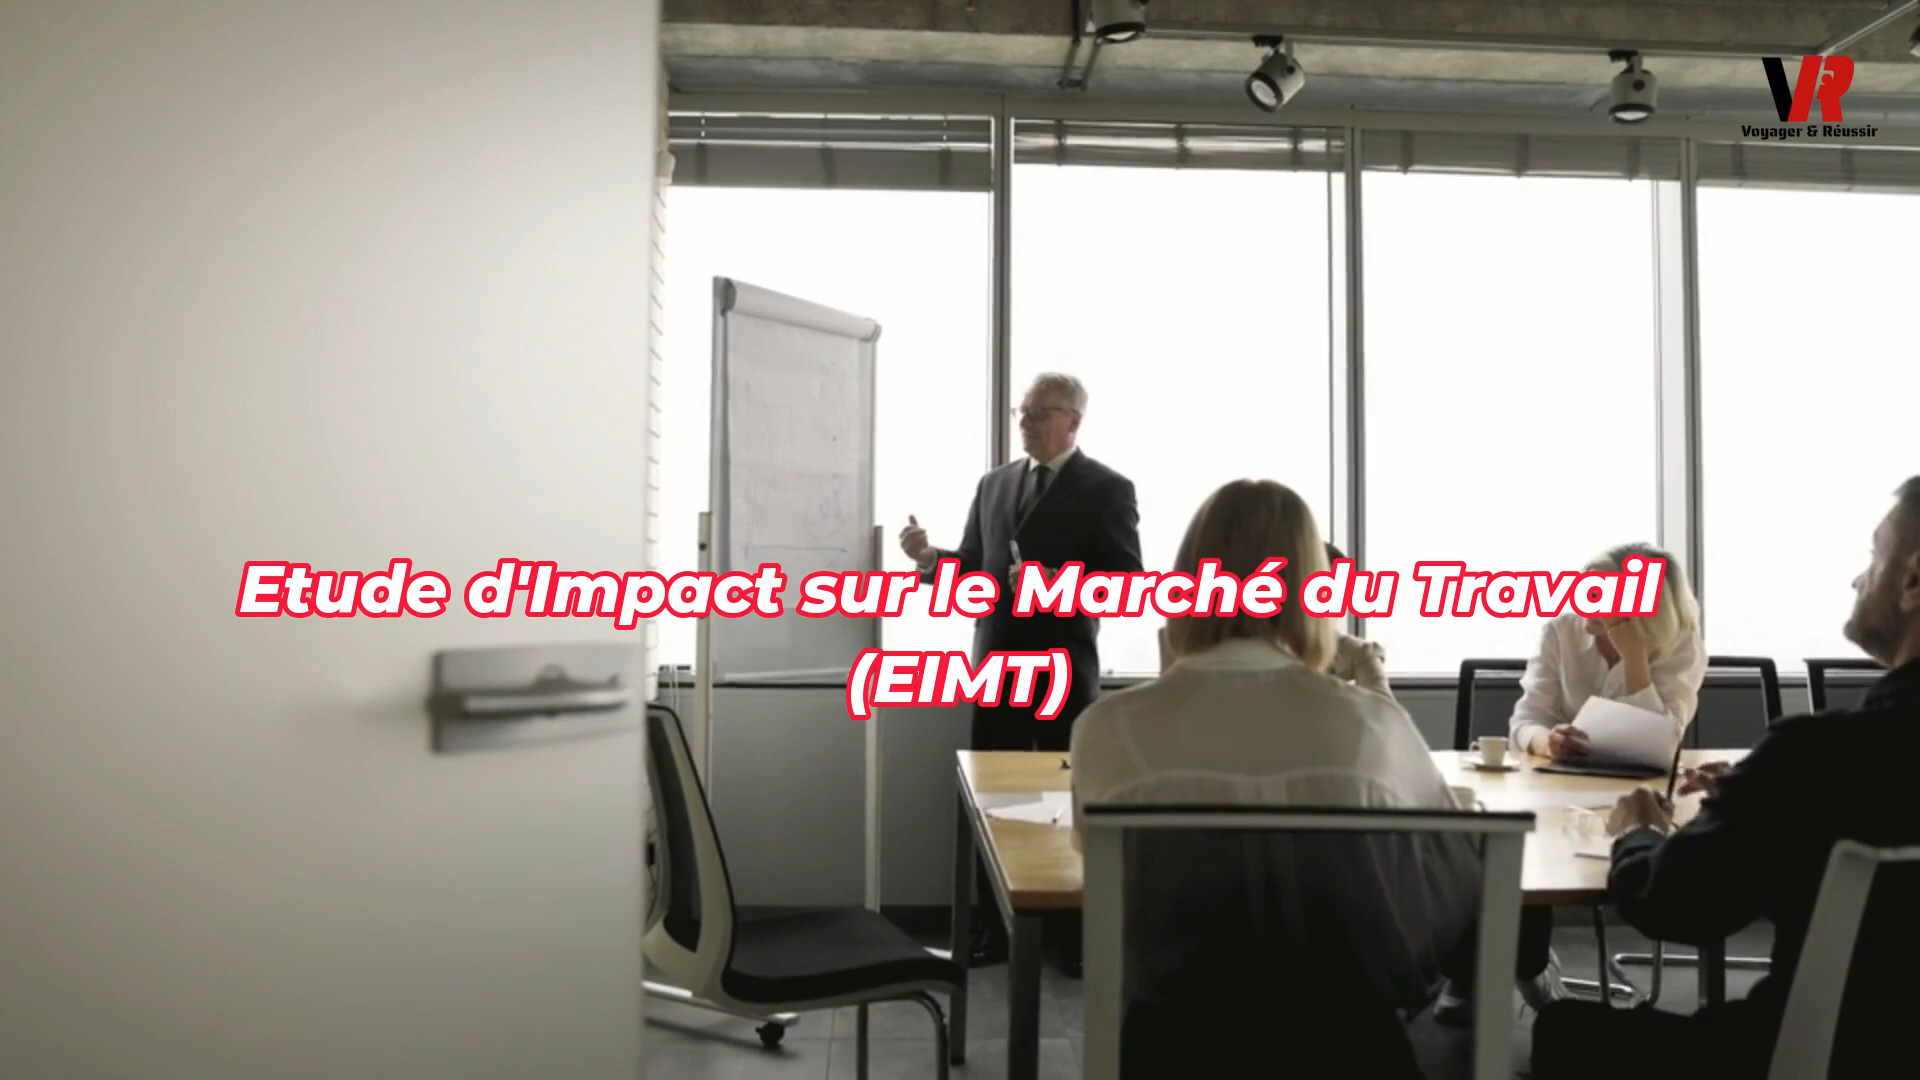 VR
Voyager & Réussir
Etude d'Impact sur le Marché du Travail
(EIMT)